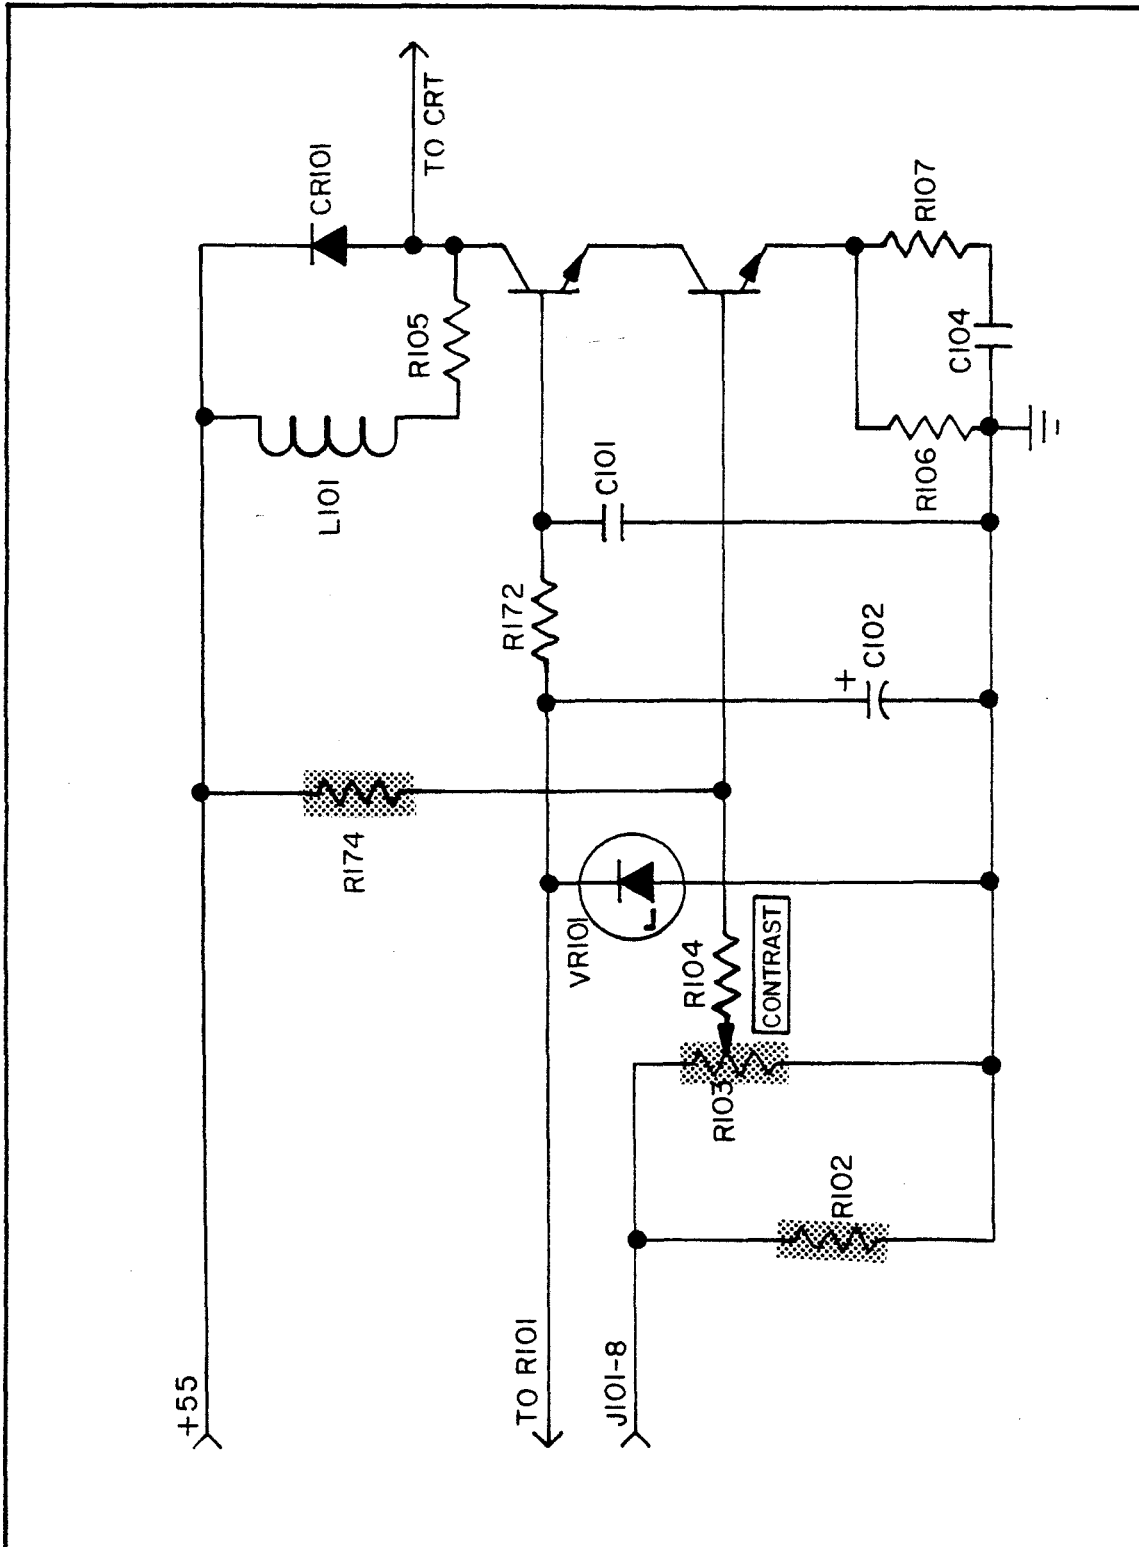 +55
TO R101
J101-8
R102
R103
CONTRAST
R104
VR101
R174
C102
R172
C101
L101
R106
R105
C104
CR101
R107
TO CRT
+